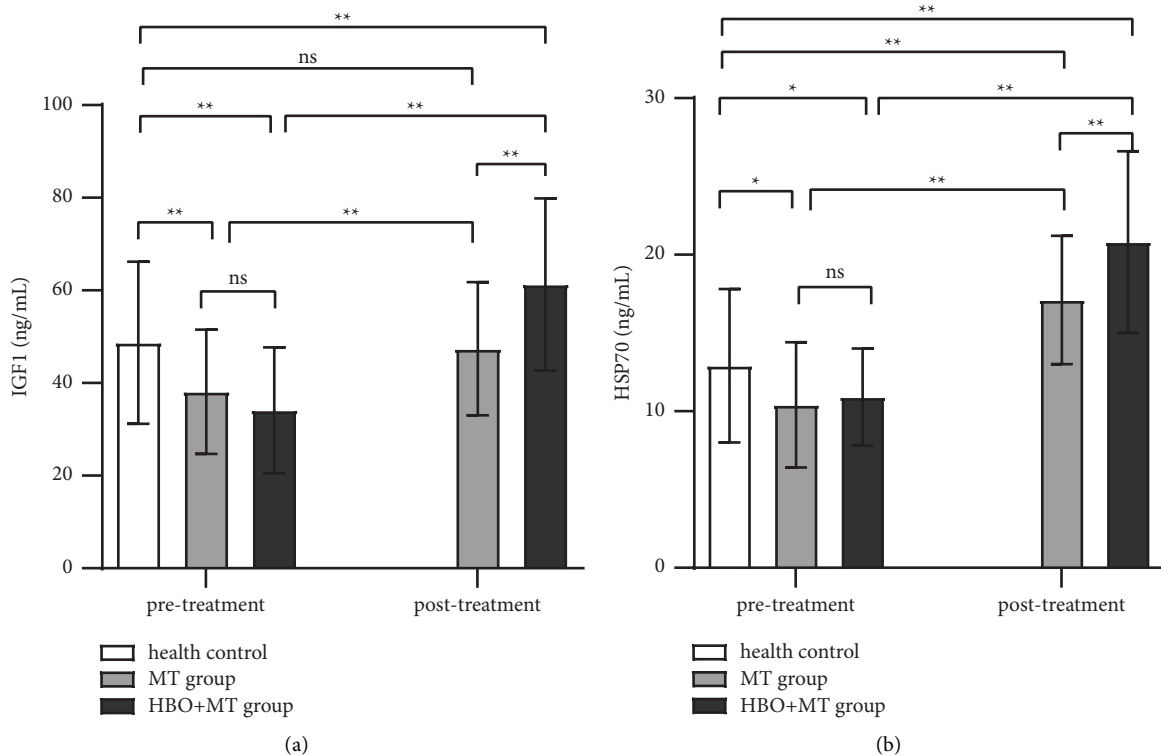 **
ns
**
**
**
**
**
ns
100
80
60
40
20
0
IGF1 (ng/mL)
pre-treatment
post-treatment
health control
MT group
HBO+MT group
(a)
**
**
*
**
**
*
**
ns
30
20
10
0
HSP70 (ng/mL)
pre-treatment
post-treatment
health control
MT group
HBO+MT group
(b)